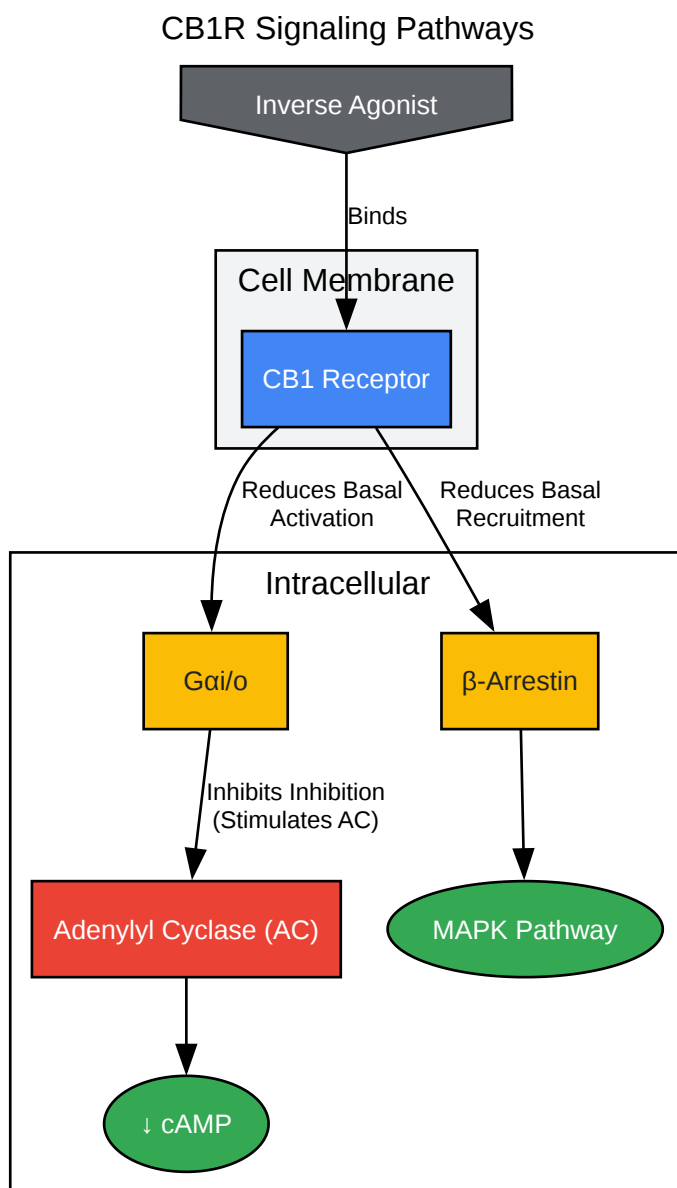 CB1R Signaling Pathways
Inverse Agonist
Binds
Cell Membrane
CB1 Receptor
Reduces Basal
Activation
Reduces Basal
Recruitment
Intracellular
Gαi/o
β-Arrestin
Inhibits Inhibition
(Stimulates AC)
Adenylyl Cyclase (AC)
MAPK Pathway
↓ cAMP